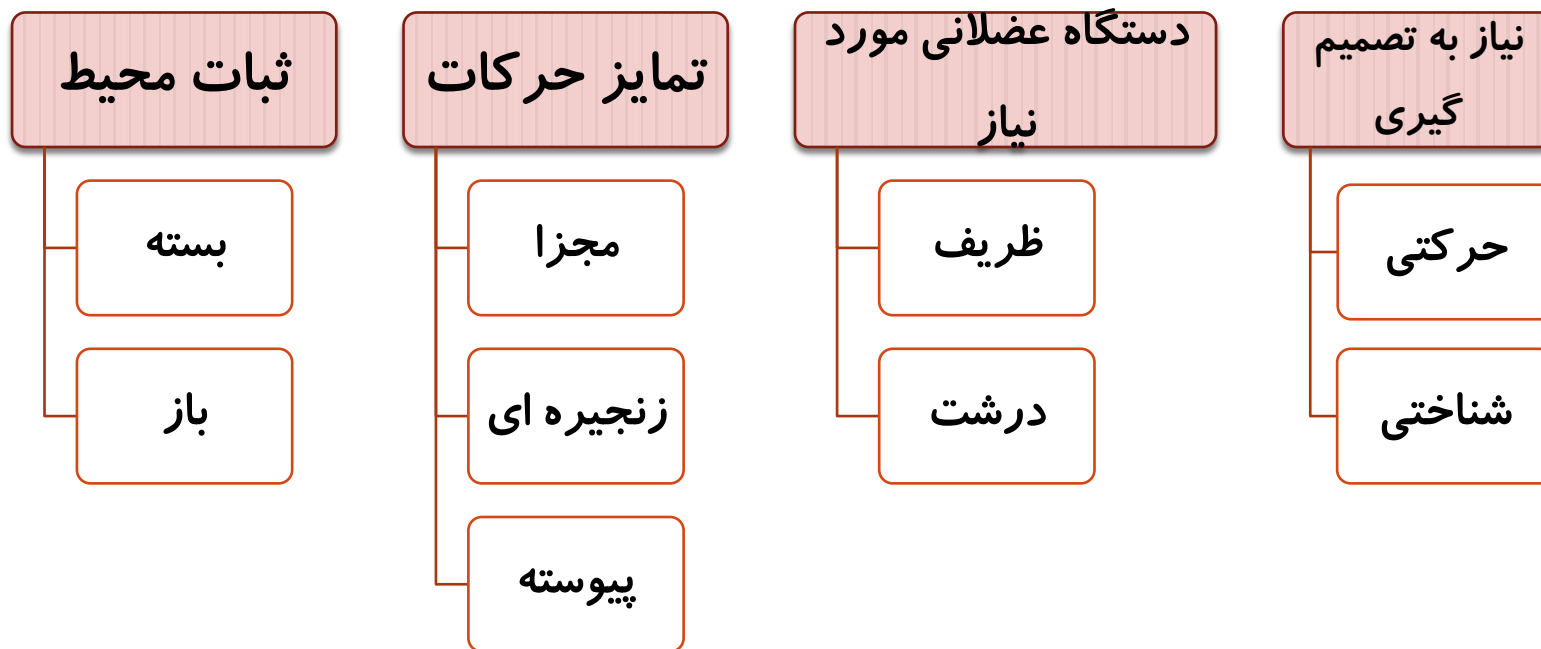 نیاز به تصمیم
گیری
حرکتی
شناختی
دستگاه عضلانی مورد
نیاز
ظریف
درشت
تمایز حرکات
مجزا
زنجیره ای
پیوسته
ثبات محیط
بسته
باز